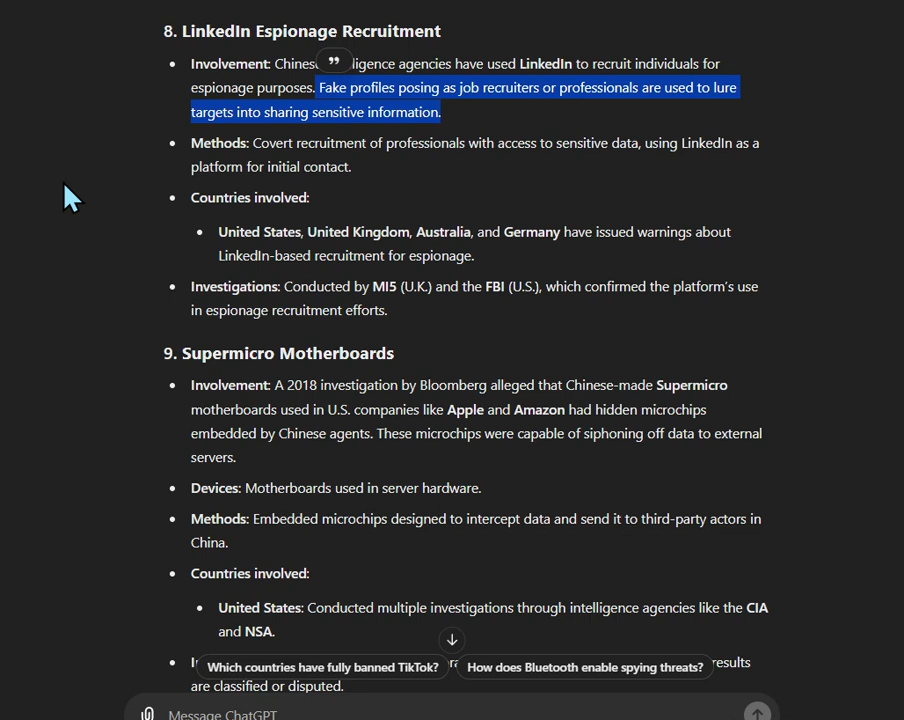 8. LinkedIn Espionage Recruitment
Involvement: Chines ligence agencies have used LinkedIn to recruit individuals for
espionage purposes. Fake profiles posing as job recruiters or professionals are used to lure
targets into sharing sensitive information.
Methods: Covert recruitment of professionals with access to sensitive data, using LinkedIn as a
platform for initial contact.
Countries involved:
United States, United Kingdom, Australia, and Germany have issued warnings about
LinkedIn-based recruitment for espionage.
Investigations: Conducted by MI5 (U.K.) and the FBI (U.S.), which confirmed the platform's use
in espionage recruitment efforts.
9. Supermicro Motherboards
Involvement: A 2018 investigation by Bloomberg alleged that Chinese-made Supermicro
motherboards used in U.S. companies like Apple and Amazon had hidden microchips
embedded by Chinese agents. These microchips were capable of siphoning off data to external
servers.
Devices: Motherboards used in server hardware.
Methods: Embedded microchips designed to intercept data and send it to third-party actors in
China.
Countries involved:
United States: Conducted multiple investigations through intelligence agencies like the CIA
and NSA.
Which countries have fully banned TikTok? How does Bluetooth enable spying threats? results
are classified or disputed.
Message ChatGPT